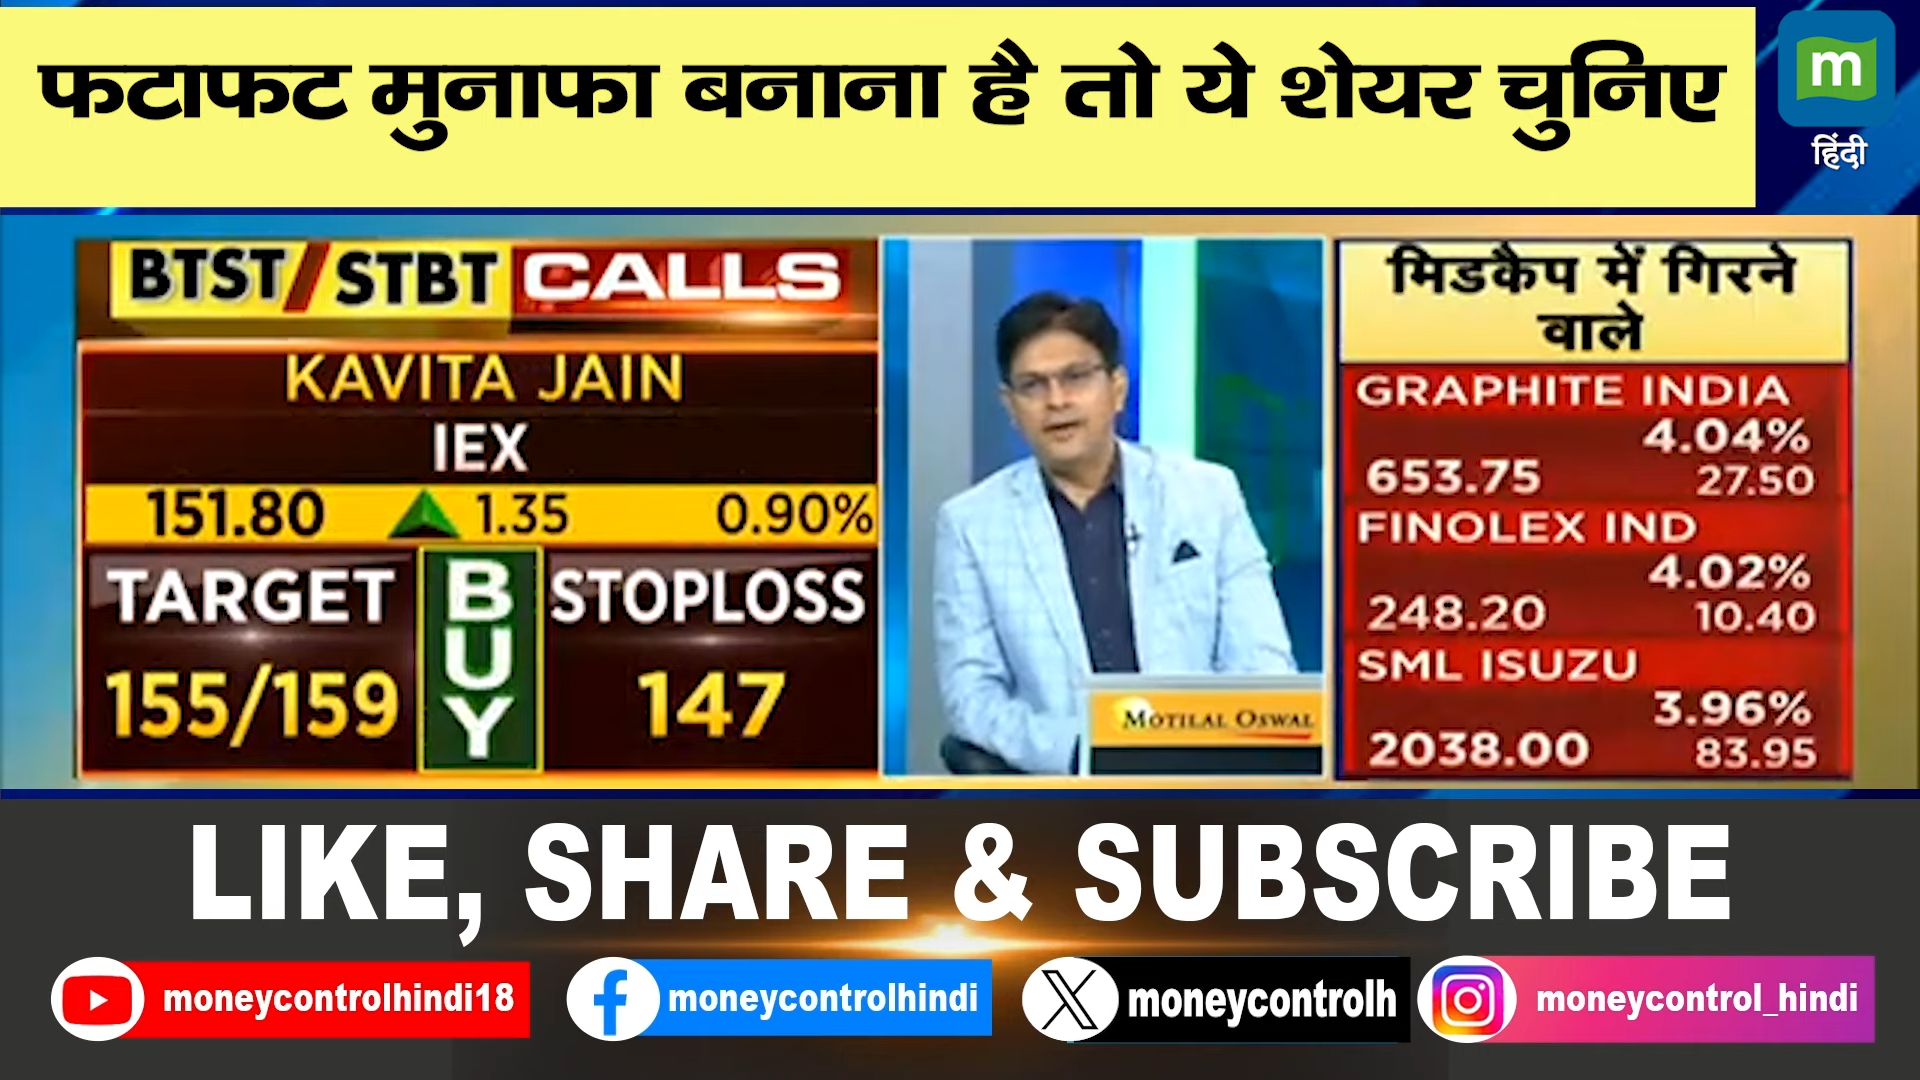 फटाफट मुनाफा बनाना है तो ये शेयर चुनिए
m
हिंदी
BTST/STBT CALLS
KAVITA JAIN
IEX
151.80 1.35 0.90%
TARGET
155/159
BUY
STOPLOSS
147
MOTILAL OSWAL
मिडकैप में गिरने
वाले
GRAPHITE INDIA
4.04%
653.75 27.50
FINOLEX IND
4.02%
248.20 10.40
SML ISUZU
3.96%
2038.00 83.95
LIKE, SHARE & SUBSCRIBE
moneycontrolhindi18
moneycontrolhindi
moneycontrolh
moneycontrol_hindi